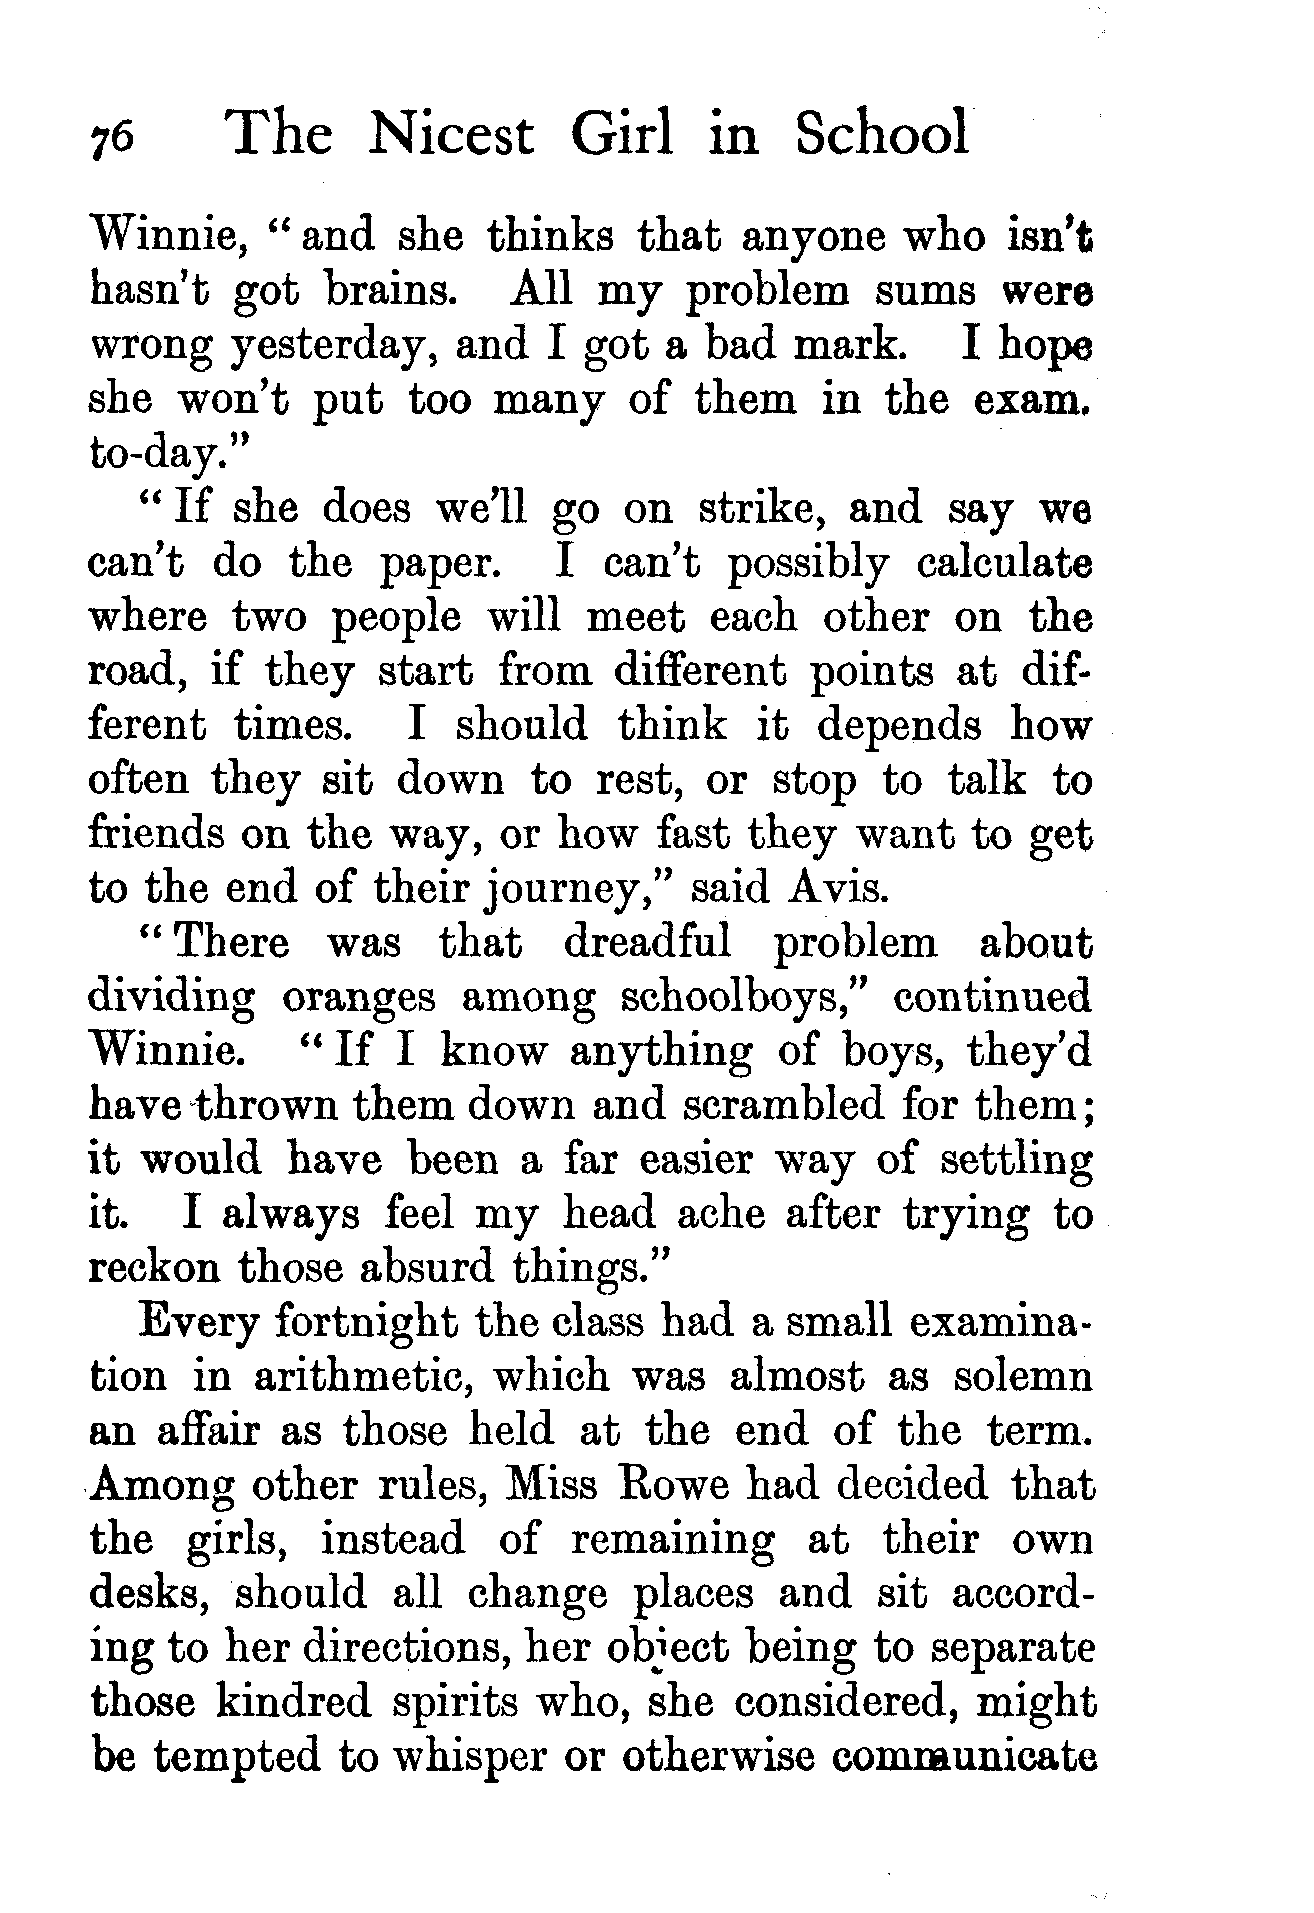 76 The Nicest Girl in School
Winnie, “and she thinks that anyone who isn’t
hasn’t got brains. All my problem sums were
wrong yesterday, and I got a bad mark. I hope
she won’t put too many of them in the exam.
to-day.”
“If she does we’ll go on strike, and say we
can’t do the paper. I can’t possibly calculate
where two people will meet each other on the
road, if they start from different points at dif-
ferent times. I should think it depends how
often they sit down to rest, or stop to talk to
friends on the way, or how fast they want to get
to the end of their journey,” said Avis.
“There was that dreadful problem about
dividing oranges among schoolboys,” continued
Winnie. “If I know anything of boys, they’d
have thrown them down and scrambled for them;
it would have been a far easier way of settling
it. I always feel my head ache after trying to
reckon those absurd things.”
Every fortnight the class had a small examina-
tion in arithmetic, which was almost as solemn
an affair as those held at the end of the term.
Among other rules, Miss Rowe had decided that
the girls, instead of remaining at their own
desks, should all change places and sit accord-
ing to her directions, her object being to separate
those kindred spirits who, she considered, might
be tempted to whisper or otherwise communicate